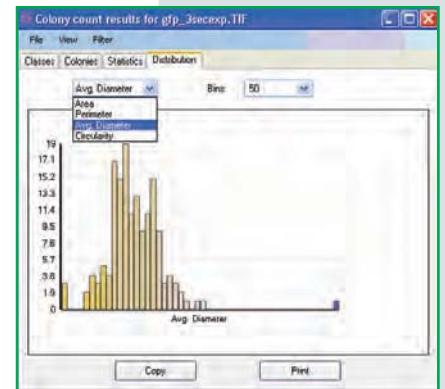 Colony count results for gfp_3secexp.TIF
File View Filter
Classes Colonies Statistics Distribution
Avg. Diameter Bins: 50
Area
Perimeter
Avg. Diameter
Circularity
19
17.1
15.2
13.3
11.4
9.5
7.6
5.7
3.8
1.9
0
Avg. Diameter
Copy Print